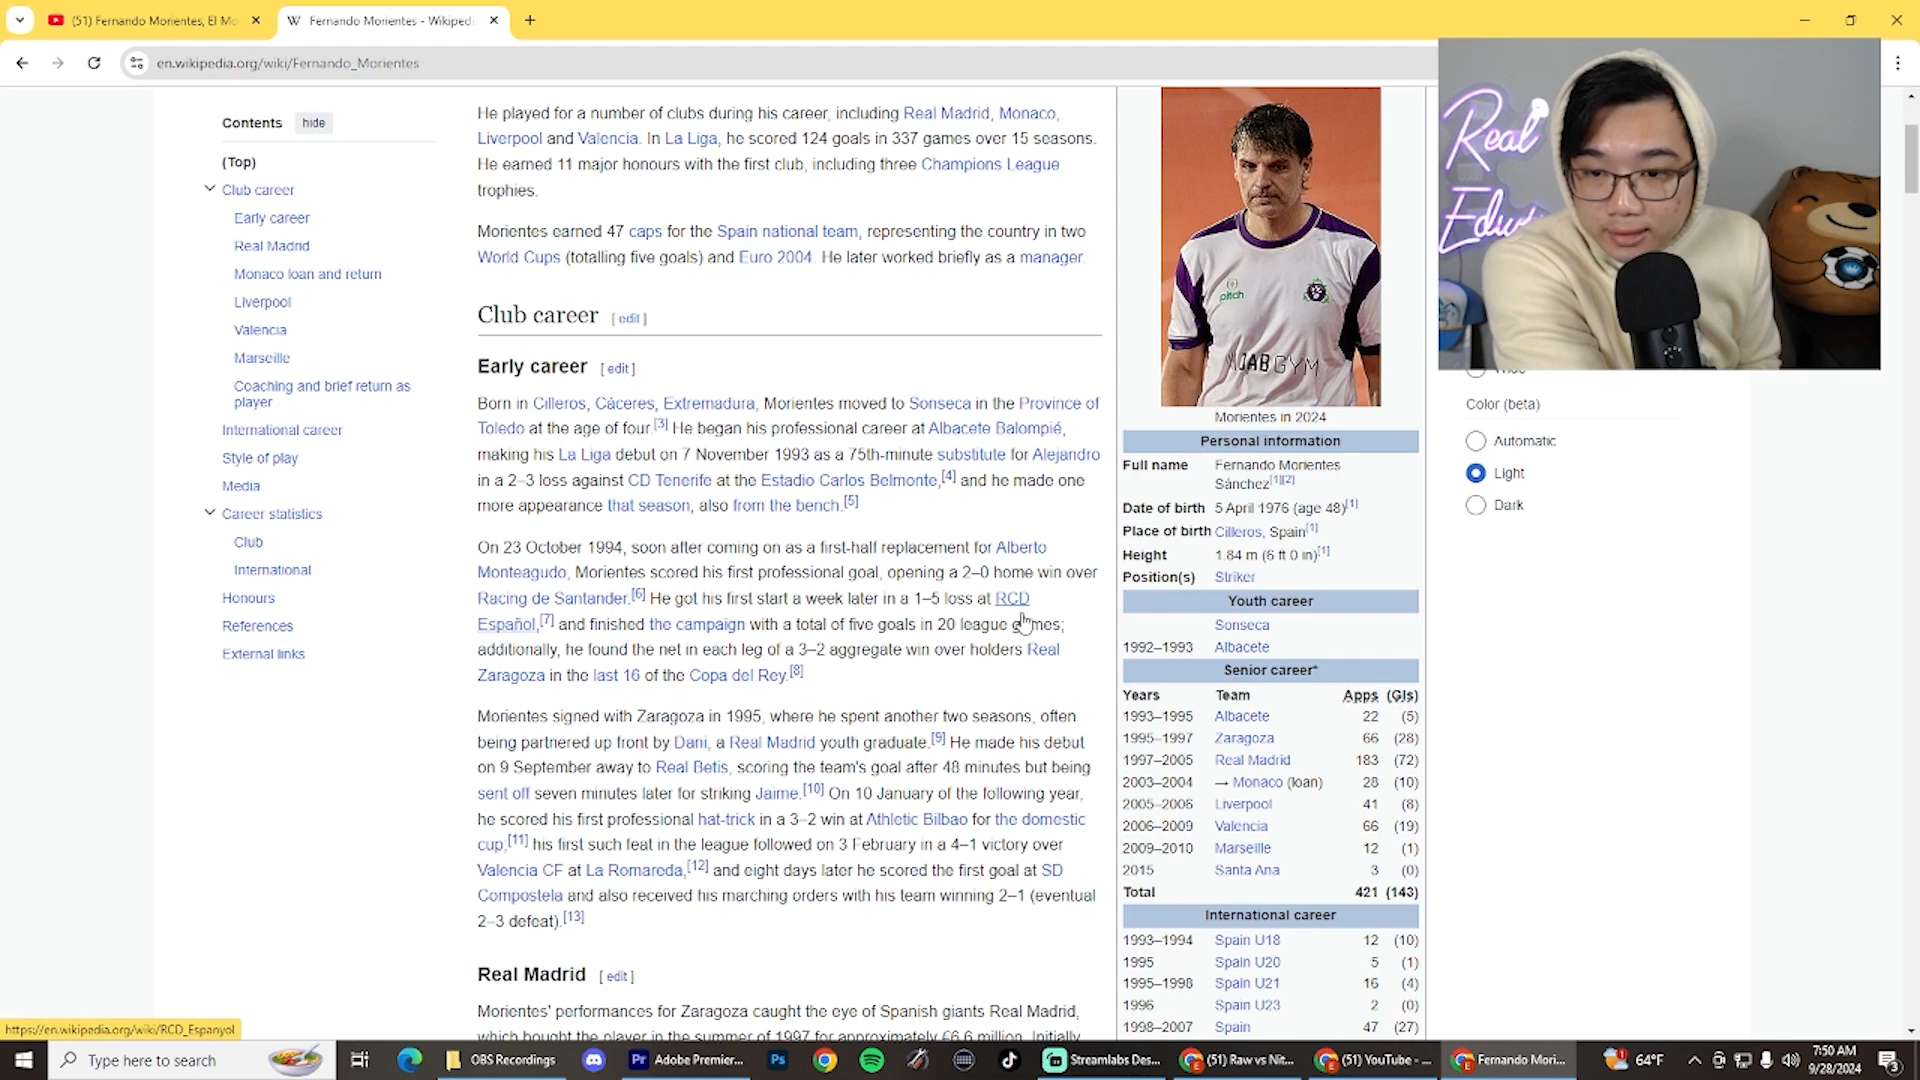 (51) Fernando Morientes, El Mo
Fernando Morientes - Wikiped
en.wikipedia.org/wiki/Fernando_Morientes
Contents hide
(Top)
Club career
Early career
Real Madrid
Monaco loan and return
Liverpool
Valencia
Marseille
Coaching and brief return as
player
International career
Style of play
Media
Career statistics
Club
International
Honours
References
External links
He played for a number of clubs during his career, including Real Madrid, Monaco,
Liverpool and Valencia. In La Liga, he scored 124 goals in 337 games over 15 seasons.
He earned 11 major honours with the first club, including three Champions League
trophies.
Morientes earned 47 caps for the Spain national team, representing the country in two
World Cups (totalling five goals) and Euro 2004. He later worked briefly as a manager.
Club career [ edit ]
Early career [ edit ]
Born in Cilleros, Cáceres, Extremadura, Morientes moved to Sonseca in the Province of
Toledo at the age of four.[3] He began his professional career at Albacete Balompié,
making his La Liga debut on 7 November 1993 as a 75th-minute substitute for Alejandro
in a 2–3 loss against CD Tenerife at the Estadio Carlos Belmonte,[4] and he made one
more appearance that season, also from the bench.[5]
On 23 October 1994, soon after coming on as a first-half replacement for Alberto
Monteagudo, Morientes scored his first professional goal, opening a 2–0 home win over
Racing de Santander.[6] He got his first start a week later in a 1–5 loss at RCD
Español,[7] and finished the campaign with a total of five goals in 20 league games;
additionally, he found the net in each leg of a 3–2 aggregate win over holders Real
Zaragoza in the last 16 of the Copa del Rey.[8]
Morientes signed with Zaragoza in 1995, where he spent another two seasons, often
being partnered up front by Dani, a Real Madrid youth graduate.[9] He made his debut
on 9 September away to Real Betis, scoring the team's goal after 48 minutes but being
sent off seven minutes later for striking Jaime.[10] On 10 January of the following year,
he scored his first professional hat-trick in a 3–2 win at Athletic Bilbao for the domestic
cup,[11] his first such feat in the league followed on 3 February in a 4–1 victory over
Valencia CF at La Romareda,[12] and eight days later he scored the first goal at SD
Compostela and also received his marching orders with his team winning 2–1 (eventual
2–3 defeat).[13]
Real Madrid [ edit ]
Morientes' performances for Zaragoza caught the eye of Spanish giants Real Madrid,
which bought the player in the summer of 1997 for approximately £6.6 million. Initially
pitch
GYM
Morientes in 2024
Personal information
Full name Fernando Morientes
Sánchez[1][2]
Date of birth 5 April 1976 (age 48)[1]
Place of birth Cilleros, Spain[1]
Height 1.84 m (6 ft 0 in)[1]
Position(s) Striker
Youth career
Sonseca
1992–1993 Albacete
Senior career*
Years Team Apps (Gls)
1993–1995 Albacete 22 (5)
1995–1997 Zaragoza 66 (28)
1997–2005 Real Madrid 183 (72)
2003–2004 → Monaco (loan) 28 (10)
2005–2006 Liverpool 41 (8)
2006–2009 Valencia 66 (19)
2009–2010 Marseille 12 (1)
2015 Santa Ana 3 (0)
Total 421 (143)
International career
1993–1994 Spain U18 12 (10)
1995 Spain U20 5 (1)
1995–1998 Spain U21 16 (4)
1996 Spain U23 2 (0)
1998–2007 Spain 47 (27)
Real
Color (beta)
Automatic
Light
Dark
https://en.wikipedia.org/wiki/RCD_Espanyol
Type here to search
OBS Recordings
Pr Adobe Premier...
Ps
Streamlabs Des...
(51) Raw vs Nit...
(51) YouTube - ...
Fernando Mori...
64°F
7:50 AM
9/28/2024
3